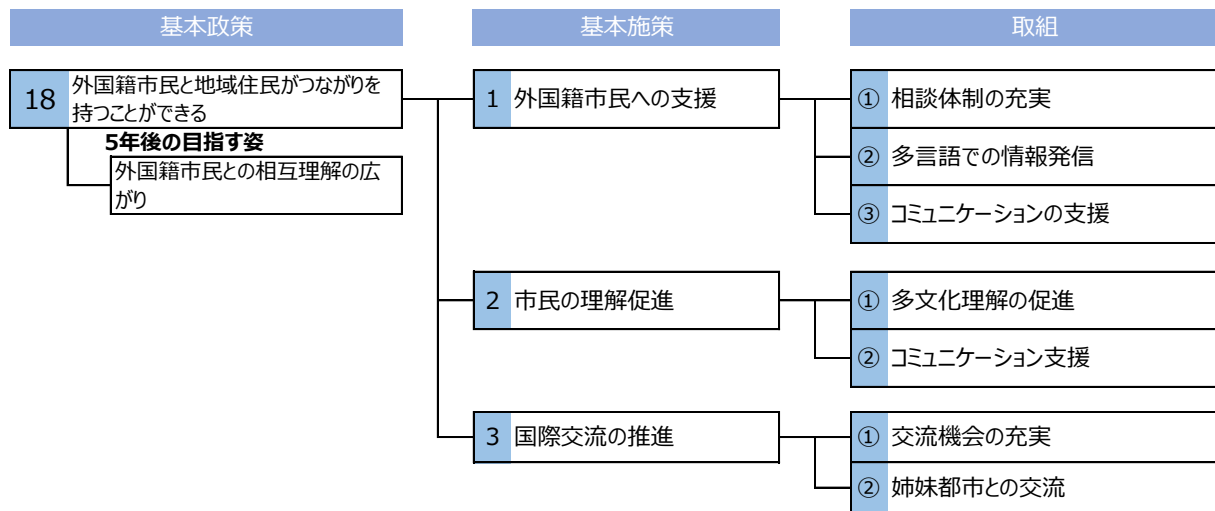 基本政策
基本施策
取組
18
外国籍市民と地域住民がつながりを
持つことができる
5年後の目指す姿
外国籍市民との相互理解の広
がり
1 外国籍市民への支援
① 相談体制の充実
② 多言語での情報発信
③ コミュニケーションの支援
2 市民の理解促進
① 多文化理解の促進
② コミュニケーション支援
3 国際交流の推進
① 交流機会の充実
② 姉妹都市との交流